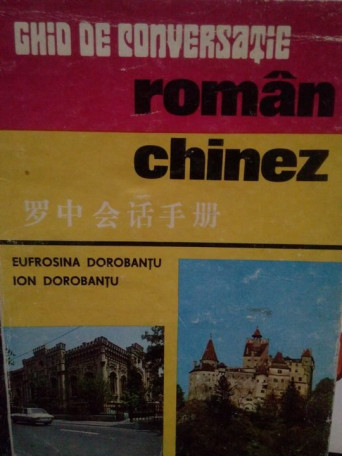 GHID DE CONVERSAȚIE
român
chinez
罗中会话手册
EUFROSINA DOROBANȚU
ION DOROBANȚU